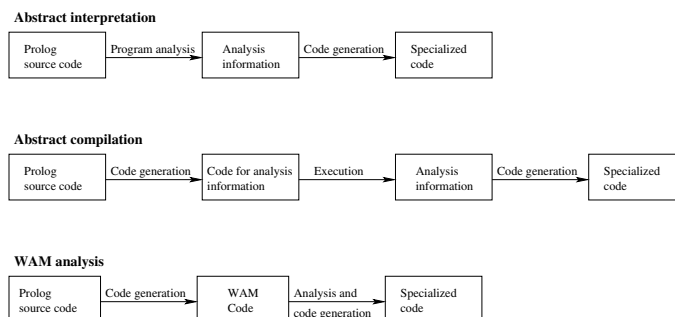 Abstract interpretation
Prolog
source code
Program analysis
Analysis
information
Code generation
Specialized
code
Abstract compilation
Prolog
source code
Code generation
Code for analysis
information
Execution
Analysis
information
Code generation
Specialized
code
WAM analysis
Prolog
source code
Code generation
WAM
Code
Analysis and
code generation
Specialized
code